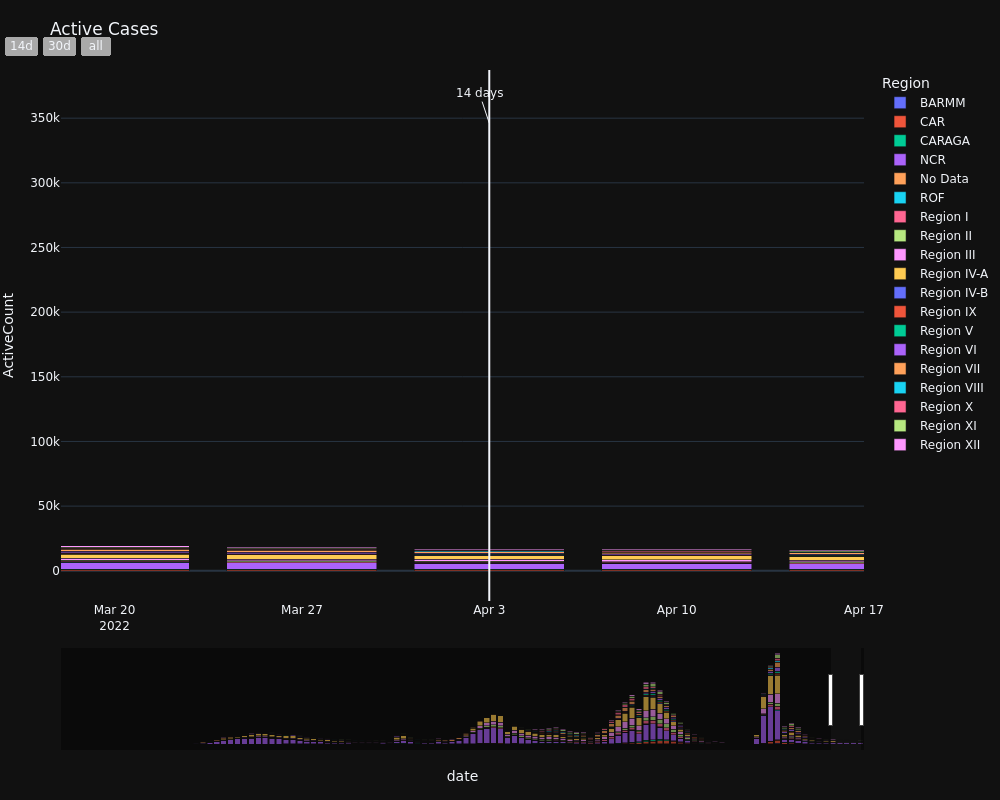 Active Cases
14d
30d
all
14 days
ActiveCount
350k
300k
250k
200k
150k
100k
50k
0
Mar 20
2022
Mar 27
Apr 3
Apr 10
Apr 17
date
Region
BARMM
CAR
CARAGA
NCR
No Data
ROF
Region I
Region II
Region III
Region IV-A
Region IV-B
Region IX
Region V
Region VI
Region VII
Region VIII
Region X
Region XI
Region XII